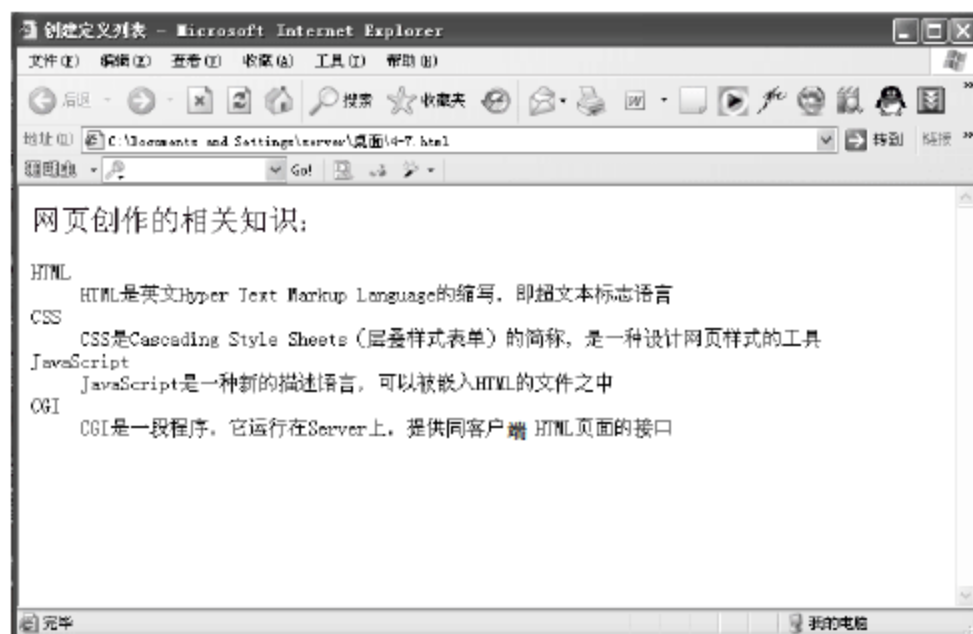 创建定义列表 - Microsoft Internet Explorer
文件(F) 编辑(E) 查看(V) 收藏(A) 工具(T) 帮助(H)
后退 搜索 收藏夹
地址(D) C:\Documents and Settings\server\桌面\4-7.html 转到 链接 »
Go!
网页创作的相关知识：
HTML
HTML是英文Hyper Text Markup Language的缩写，即超文本标志语言
CSS
CSS是Cascading Style Sheets（层叠样式表单）的简称，是一种设计网页样式的工具
JavaScript
JavaScript是一种新的描述语言，可以被嵌入HTML的文件之中
CGI
CGI是一段程序，它运行在Server上，提供同客户端 HTML页面的接口
完毕 我的电脑